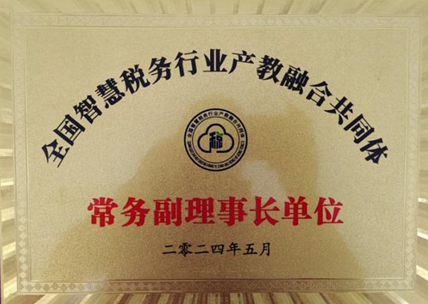 全国智慧税务行业产教融合共同体
常务副理事长单位
二零二四年五月